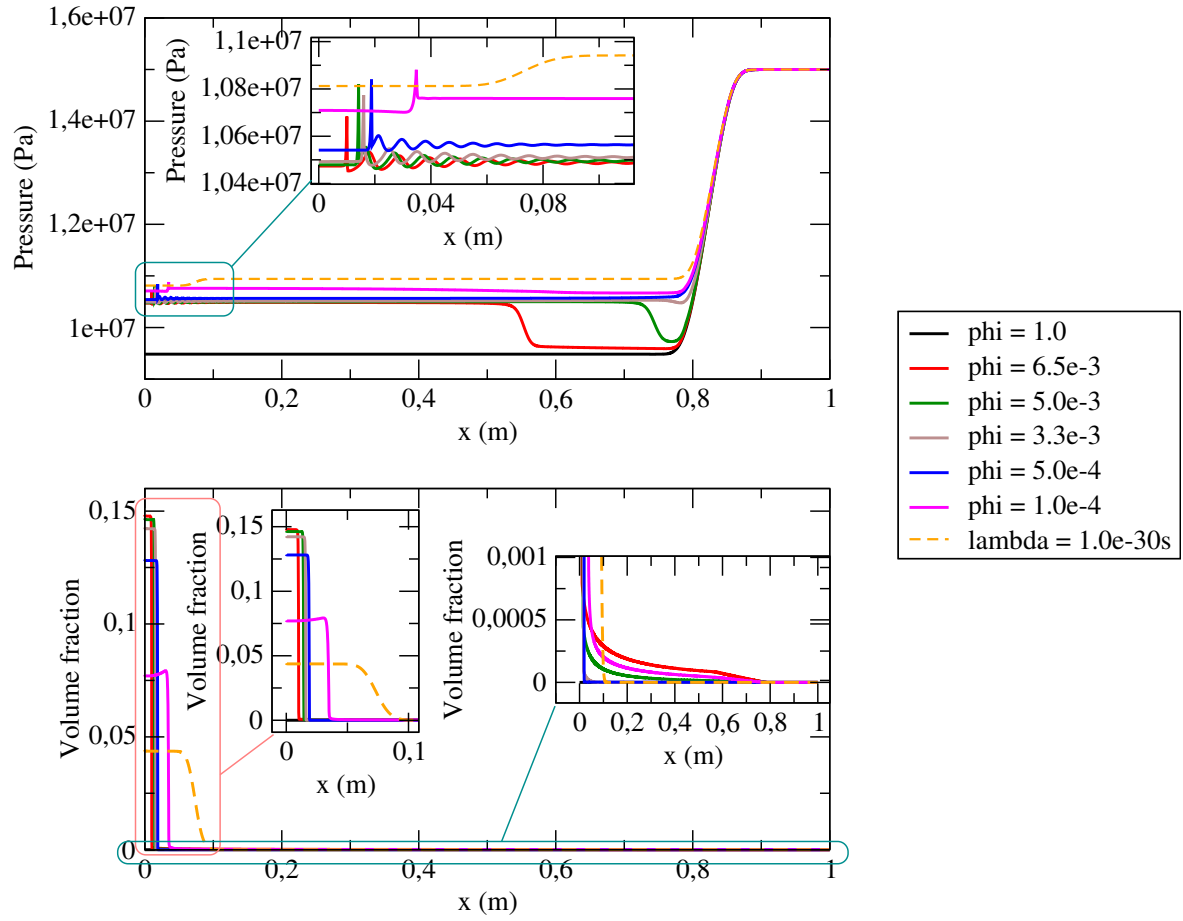 1,6e+07
1,4e+07
1,2e+07
1e+07
Pressure (Pa)
0
0,2
0,4
0,6
0,8
1
x (m)
1,1e+07
1,08e+07
1,06e+07
1,04e+07
Pressure (Pa)
0
0,04
0,08
x (m)
phi = 1.0
phi = 6.5e-3
phi = 5.0e-3
phi = 3.3e-3
phi = 5.0e-4
phi = 1.0e-4
lambda = 1.0e-30s
0,15
0,1
0,05
0
Volume fraction
0
0,2
0,4
0,6
0,8
1
x (m)
0,15
0,1
0,05
0
Volume fraction
0
0,1
x (m)
0,001
0,0005
0
Volume fraction
0
0,2
0,4
0,6
0,8
1
x (m)